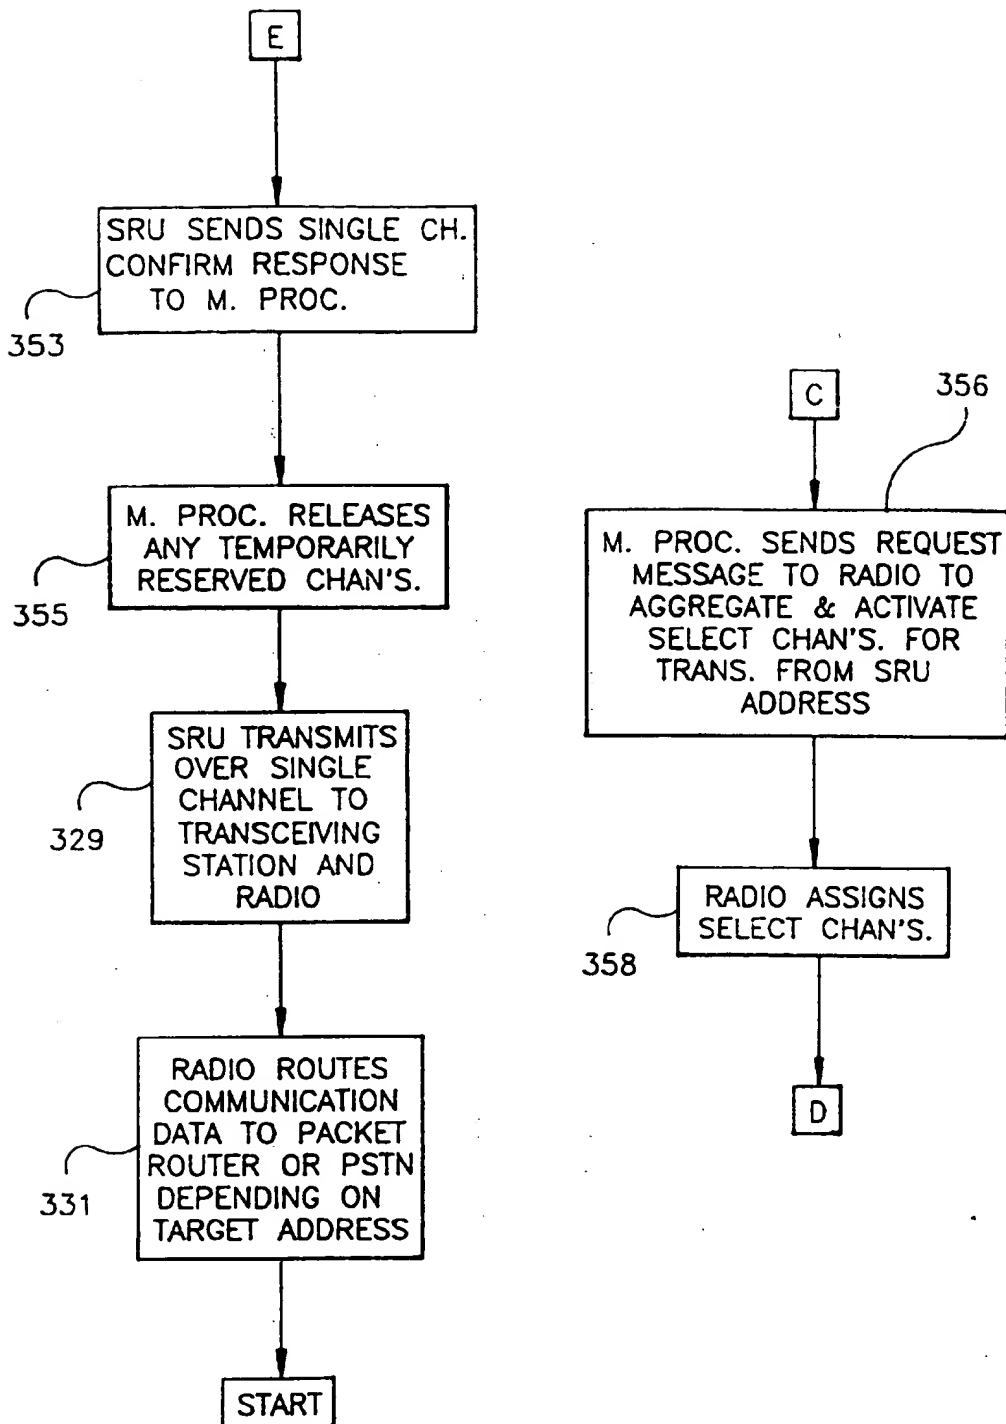 E
SRU SENDS SINGLE CH.
CONFIRM RESPONSE
TO M. PROC.
353
M. PROC. RELEASES
ANY TEMPORARILY
RESERVED CHAN'S.
355
SRU TRANSMITS
OVER SINGLE
CHANNEL TO
TRANSCEIVING
STATION AND
RADIO
329
RADIO ROUTES
COMMUNICATION
DATA TO PACKET
ROUTER OR PSTN
DEPENDING ON
TARGET ADDRESS
331
START
C
356
M. PROC. SENDS REQUEST
MESSAGE TO RADIO TO
AGGREGATE & ACTIVATE
SELECT CHAN'S. FOR
TRANS. FROM SRU
ADDRESS
RADIO ASSIGNS
SELECT CHAN'S.
358
D